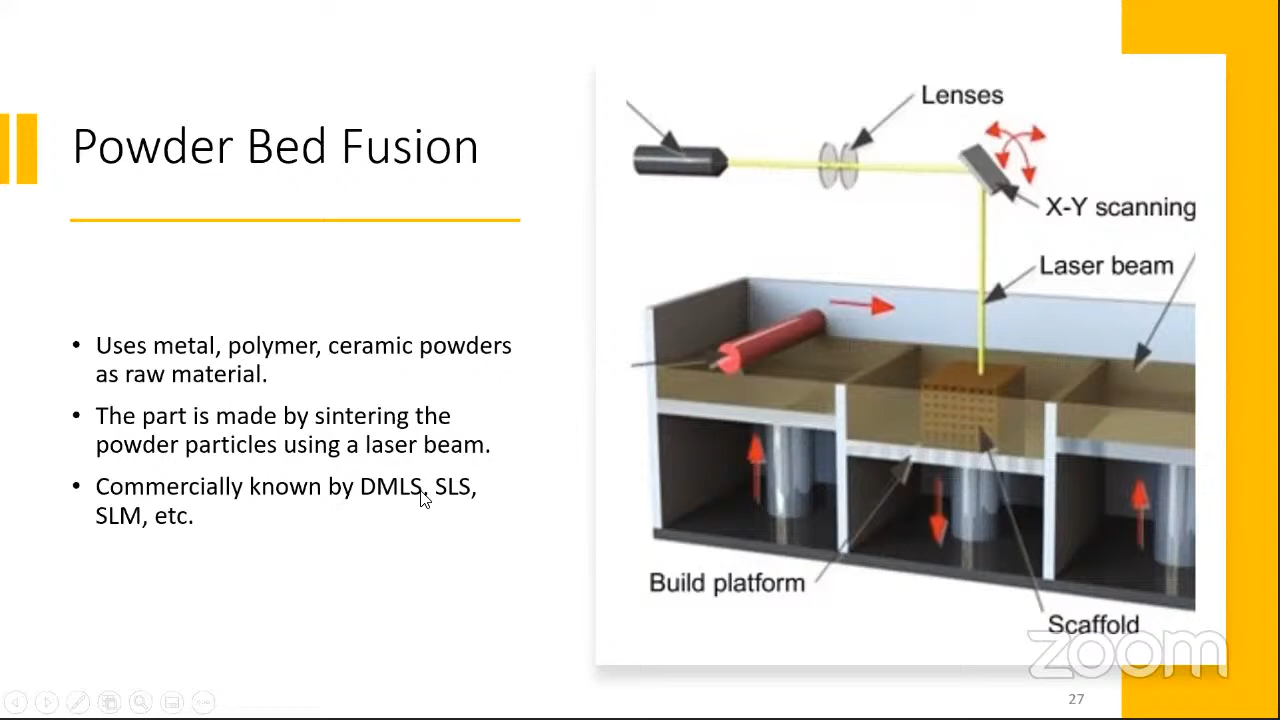 Powder Bed Fusion
• Uses metal, polymer, ceramic powders
as raw material.
• The part is made by sintering the
powder particles using a laser beam.
• Commercially known by DMLS, SLS,
SLM, etc.
Lenses
X-Y scanning
Laser beam
Build platform
Scaffold
zoom
27